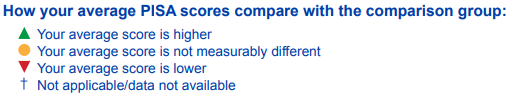 How your average PISA scores compare with the comparison group:
Your average score is higher
Your average score is not measurably different
Your average score is lower
† Not applicable/data not available